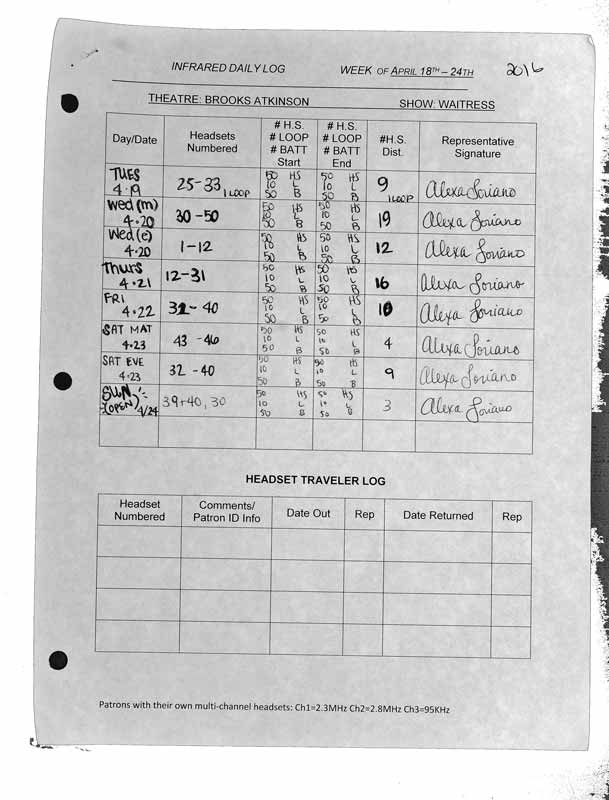 INFRARED DAILY LOG WEEK OF APRIL 18TH – 24TH 2016
THEATRE: BROOKS ATKINSON SHOW: WAITRESS
Day/Date Headsets Numbered # H.S. # LOOP # BATT Start # H.S. # LOOP # BATT End #H.S. Dist. Representative Signature
TUES 4·19 25-33 1 LOOP 50 HS 10 L 50 B 50 HS 10 L 50 B 9 1 LOOP Alexa Soriano
Wed (m) 4·20 30-50 50 HS 10 L 50 B 50 HS 10 L 50 B 19 Alexa Soriano
Wed (e) 4·20 1-12 50 HS 10 L 50 B 50 HS 10 L 50 B 12 Alexa Soriano
Thurs 4·21 12-31 50 HS 10 L 50 B 50 HS 10 L 50 B 16 Alexa Soriano
FRI 4·22 - 40 50 HS 10 L 50 B 50 HS 10 L 50 B 10 Alexa Soriano
SAT MAT 4·23 43 -46 50 HS 10 L 50 B 50 HS 10 L 50 B 4 Alexa Soriano
SAT EVE 4·23 32 -40 50 HS 10 L 50 B 50 HS 10 L 50 B 9 Alexa Soriano
SUN (OPEN) 4/24 39+40, 30 50 HS 10 L 50 B 50 HS 10 L 50 B 3 Alexa Soriano
HEADSET TRAVELER LOG
Headset Numbered Comments/ Patron ID Info Date Out Rep Date Returned Rep
Patrons with their own multi-channel headsets: Ch1=2.3MHz Ch2=2.8MHz Ch3=95KHz